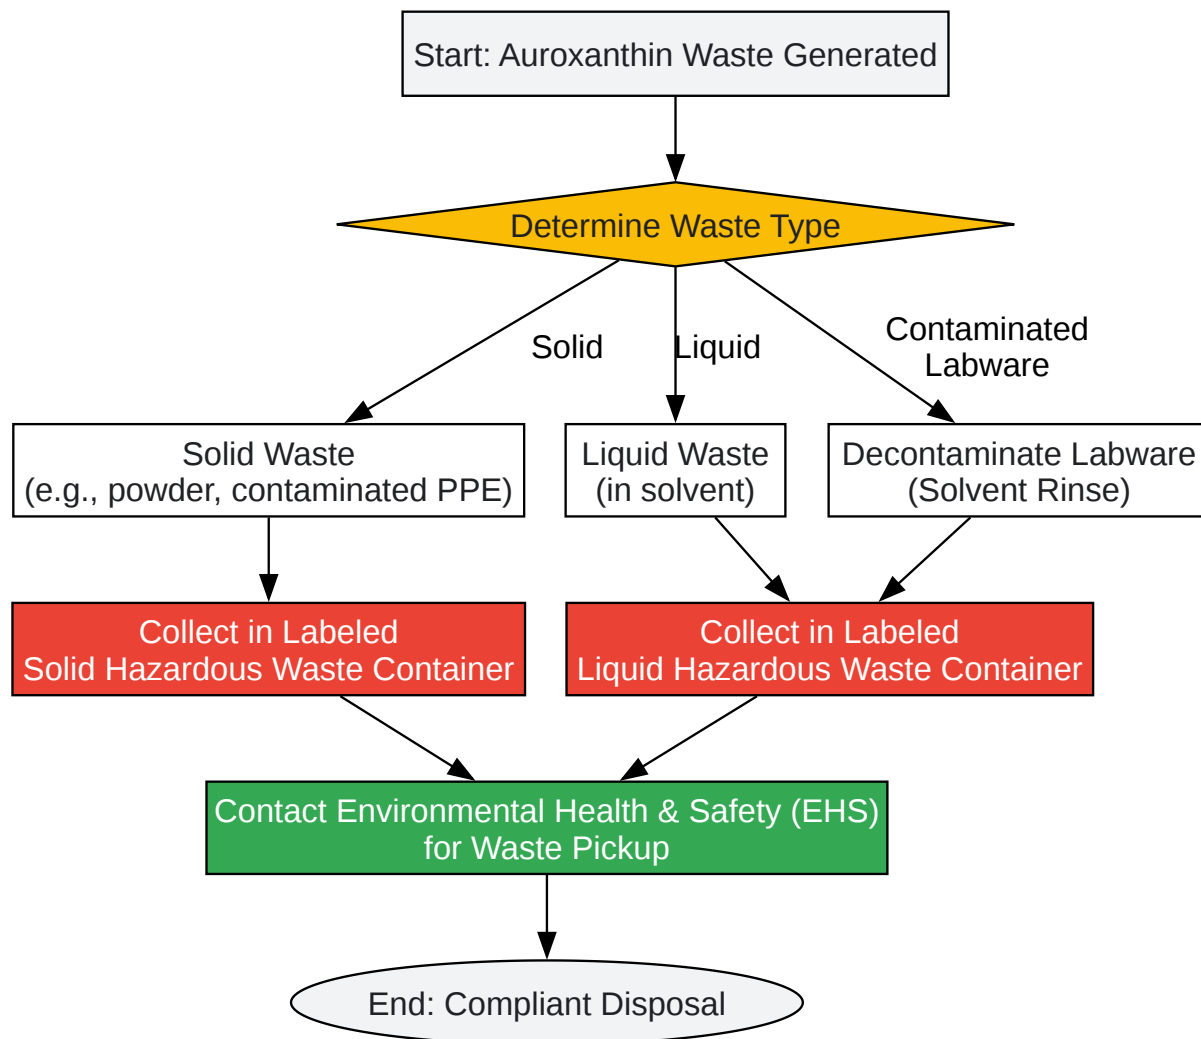 Start: Auroxanthin Waste Generated
Determine Waste Type
Solid
Liquid
Contaminated
Labware
Solid Waste
(e.g., powder, contaminated PPE)
Liquid Waste
(in solvent)
Decontaminate Labware
(Solvent Rinse)
Collect in Labeled
Solid Hazardous Waste Container
Collect in Labeled
Liquid Hazardous Waste Container
Contact Environmental Health & Safety (EHS)
for Waste Pickup
End: Compliant Disposal